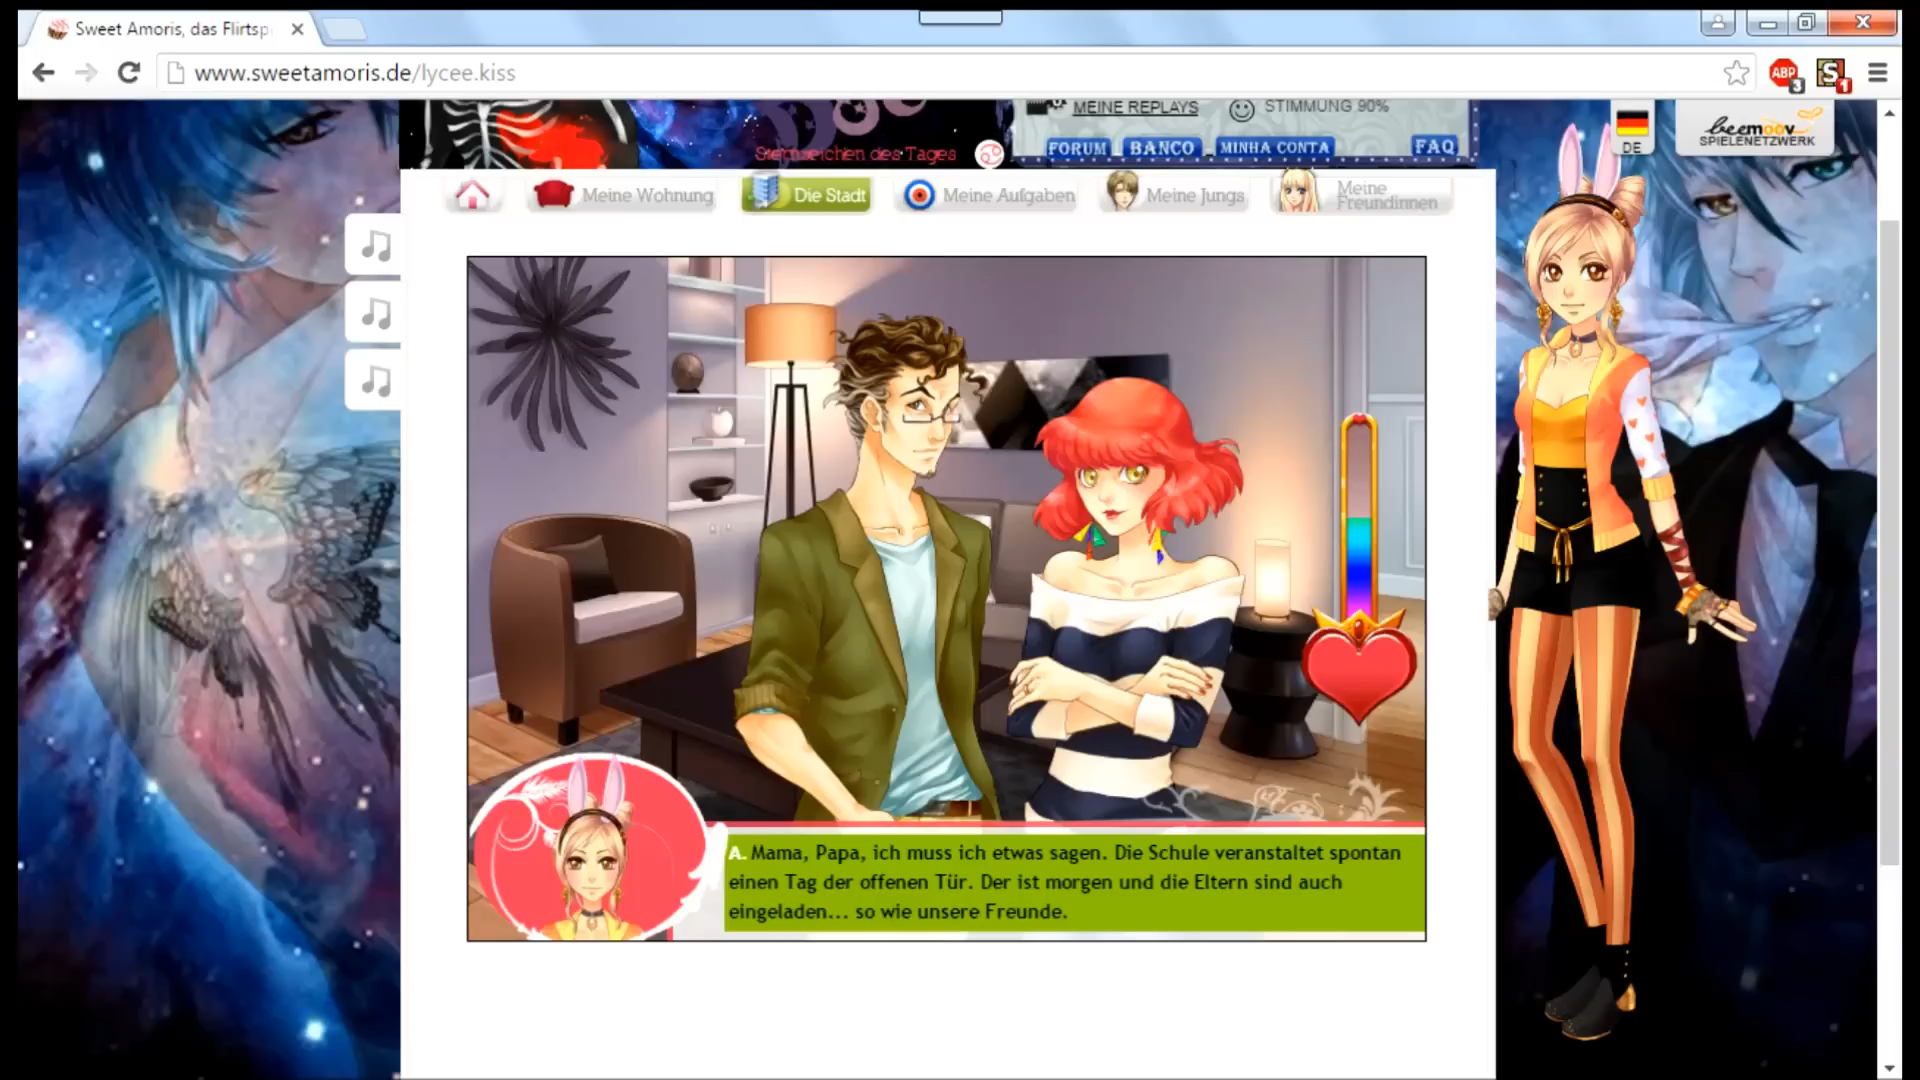 Sweet Amoris, das Flirtsp
www.sweetamoris.de/lycee.kiss
ABP
3
S
1
MEINE REPLAYS
STIMMUNG 90%
Sternzeichen des Tages
FORUM
BANCO
MINHA CONTA
FAQ
DE
beemoov
SPIELENETZWERK
Meine Wohnung
Die Stadt
Meine Aufgaben
Meine Jungs
Meine
Freundinnen
A. Mama, Papa, ich muss ich etwas sagen. Die Schule veranstaltet spontan
einen Tag der offenen Tür. Der ist morgen und die Eltern sind auch
eingeladen... so wie unsere Freunde.